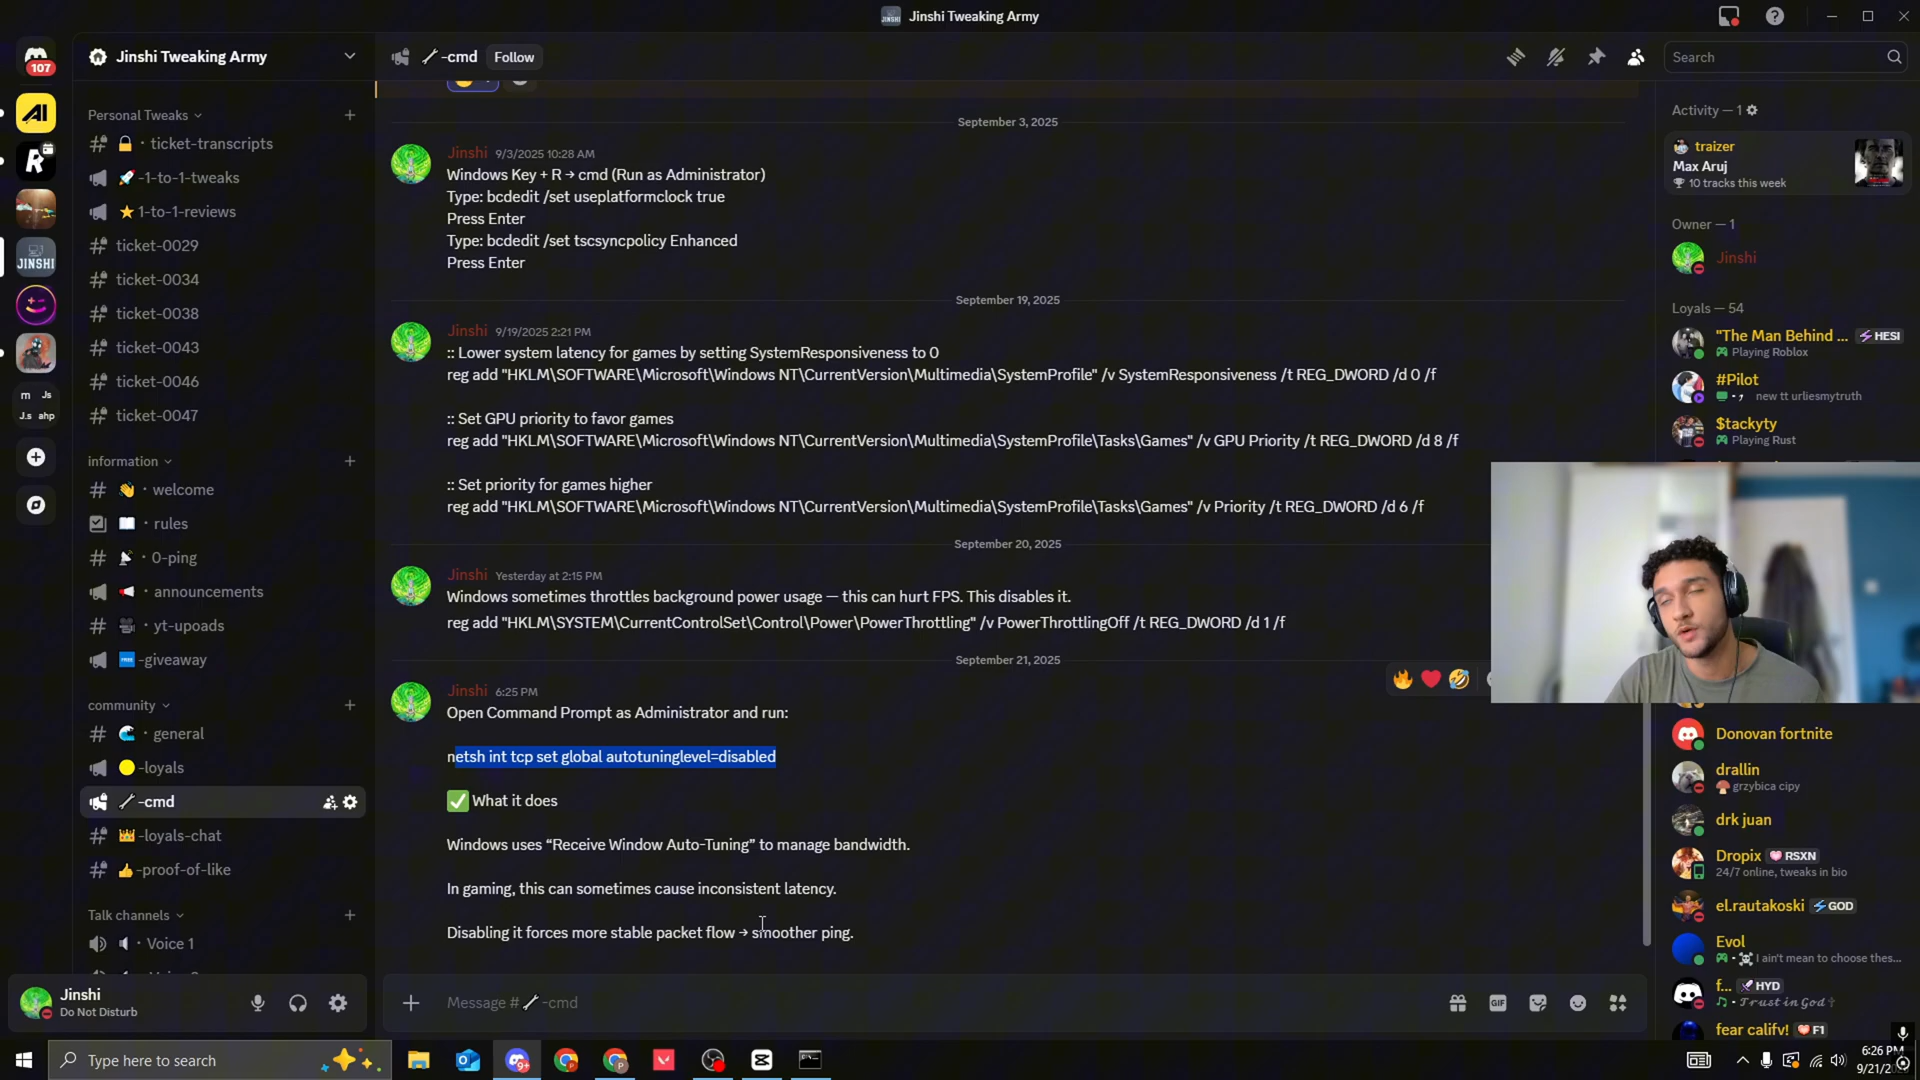 Jinshi Tweaking Army
107
Jinshi Tweaking Army
-cmd
Follow
Search
Personal Tweaks
ticket-transcripts
-1-to-1-tweaks
1-to-1-reviews
ticket-0029
ticket-0034
ticket-0038
ticket-0043
ticket-0046
ticket-0047
information
welcome
rules
0-ping
announcements
yt-upoads
-giveaway
community
general
-loyals
-cmd
-loyals-chat
-proof-of-like
Talk channels
Voice 1
Jinshi
Do Not Disturb
AI
R
JINSHI
m Js
J.s ahp
September 3, 2025
Jinshi 9/3/2025 10:28 AM
Windows Key + R → cmd (Run as Administrator)
Type: bcdedit /set useplatformclock true
Press Enter
Type: bcdedit /set tscsyncpolicy Enhanced
Press Enter
September 19, 2025
Jinshi 9/19/2025 2:21 PM
:: Lower system latency for games by setting SystemResponsiveness to 0
reg add "HKLM\SOFTWARE\Microsoft\Windows NT\CurrentVersion\Multimedia\SystemProfile" /v SystemResponsiveness /t REG_DWORD /d 0 /f
:: Set GPU priority to favor games
reg add "HKLM\SOFTWARE\Microsoft\Windows NT\CurrentVersion\Multimedia\SystemProfile\Tasks\Games" /v GPU Priority /t REG_DWORD /d 8 /f
:: Set priority for games higher
reg add "HKLM\SOFTWARE\Microsoft\Windows NT\CurrentVersion\Multimedia\SystemProfile\Tasks\Games" /v Priority /t REG_DWORD /d 6 /f
September 20, 2025
Jinshi Yesterday at 2:15 PM
Windows sometimes throttles background power usage — this can hurt FPS. This disables it.
reg add "HKLM\SYSTEM\CurrentControlSet\Control\Power\PowerThrottling" /v PowerThrottlingOff /t REG_DWORD /d 1 /f
September 21, 2025
Jinshi 6:25 PM
Open Command Prompt as Administrator and run:
netsh int tcp set global autotuninglevel=disabled
What it does
Windows uses “Receive Window Auto-Tuning” to manage bandwidth.
In gaming, this can sometimes cause inconsistent latency.
Disabling it forces more stable packet flow → smoother ping.
Message # -cmd
GIF
Activity — 1
traizer
Max Aruj
10 tracks this week
Owner — 1
Jinshi
Loyals — 54
"The Man Behind ... HESI
Playing Roblox
#Pilot
new tt urliesmytruth
$tackyty
Playing Rust
Donovan fortnite
drallin
grzybica cipy
drk juan
Dropix RSXN
24/7 online, tweaks in bio
el.rautakoski GOD
Evol
I ain't mean to choose thes...
f... HYD
Trust in God
fear califv! F1
Type here to search
9+
6:26 PM